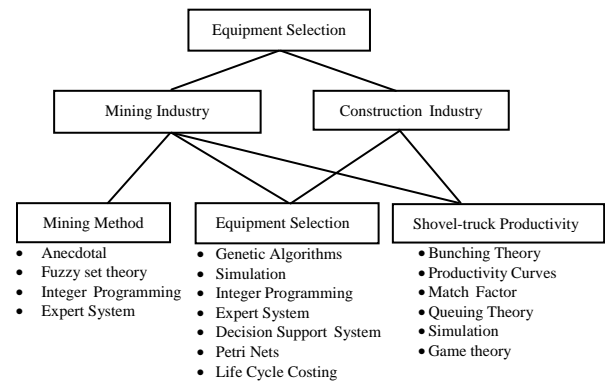 Equipment Selection
Mining Industry
Construction Industry
Mining Method
• Anecdotal
• Fuzzy set theory
• Integer Programming
• Expert System
Equipment Selection
• Genetic Algorithms
• Simulation
• Integer Programming
• Expert System
• Decision Support System
• Petri Nets
• Life Cycle Costing
Shovel-truck Productivity
• Bunching Theory
• Productivity Curves
• Match Factor
• Queuing Theory
• Simulation
• Game theory